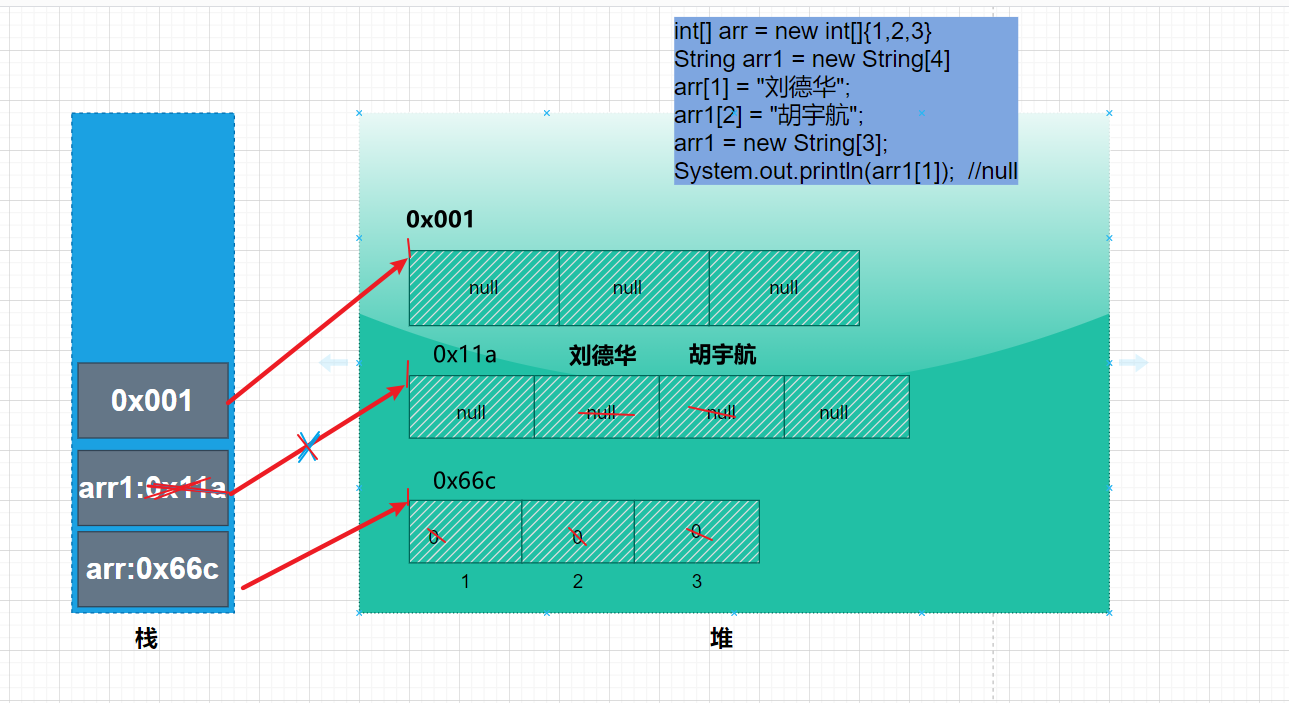 int[] arr = new int[]{1,2,3}
String arr1 = new String[4]
arr[1] = "刘德华";
arr1[2] = "胡宇航";
arr1 = new String[3];
System.out.println(arr1[1]);  //null
0x001
null null null
0x11a 刘德华 胡宇航
null null null null
0x001
arr1:0x11a
arr:0x66c
0x66c
0 0 0
1 2 3
栈
堆